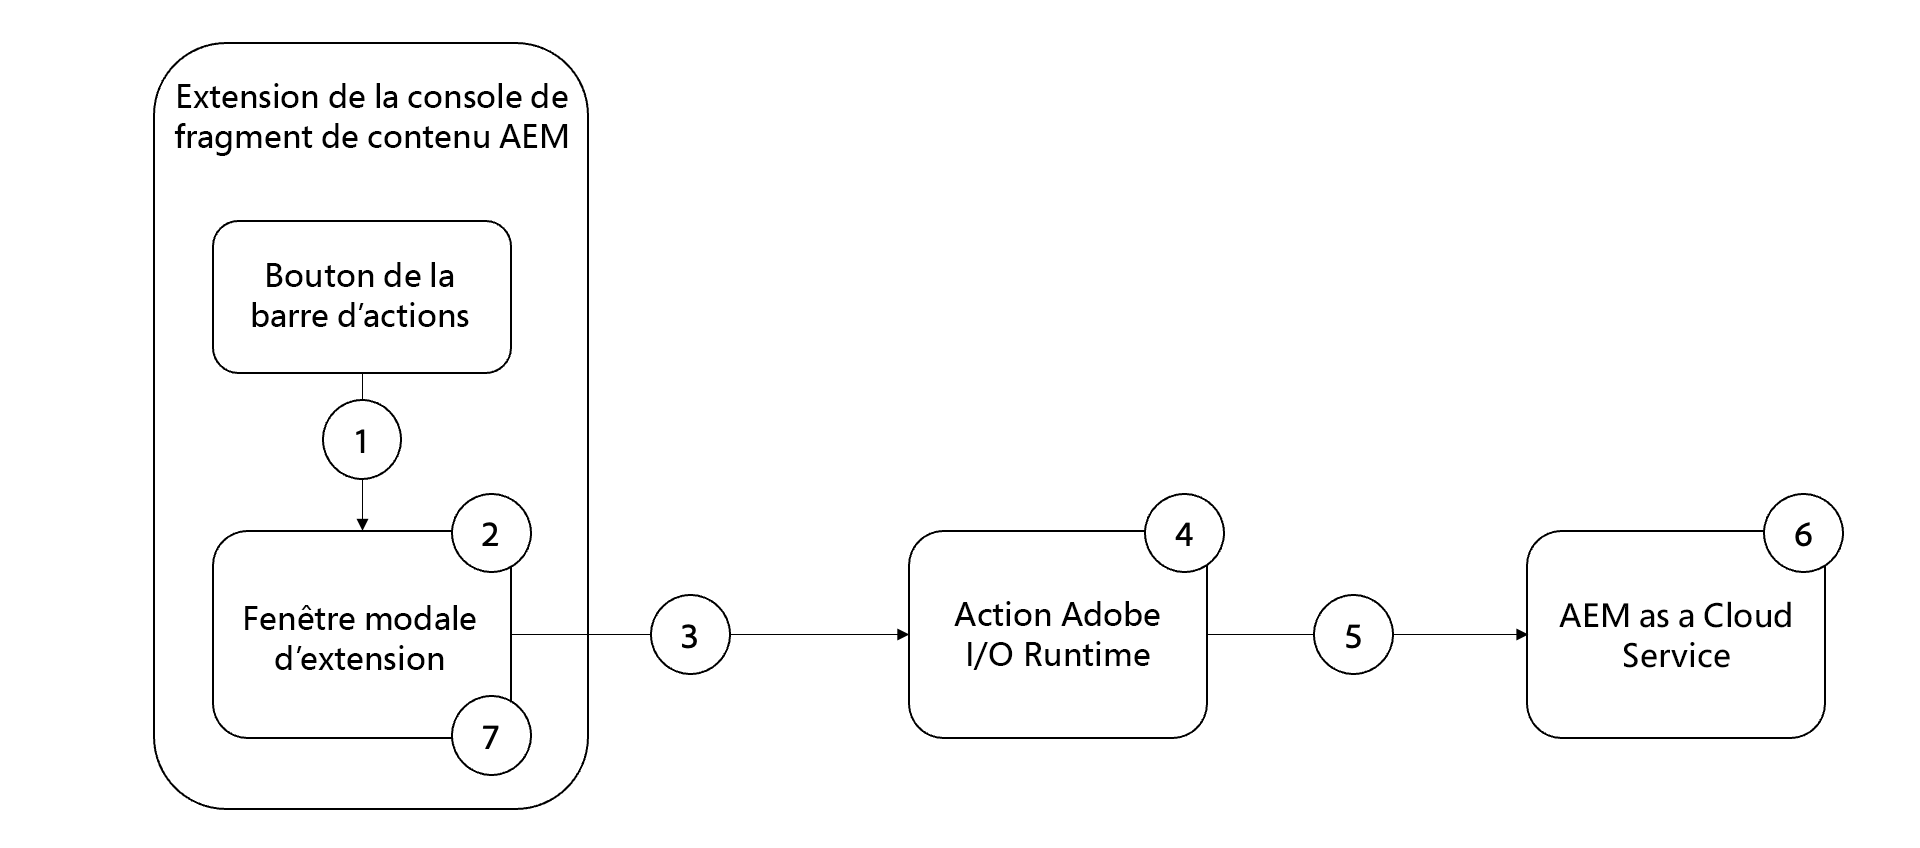 Extension de la console de
fragment de contenu AEM
Bouton de la
barre d’actions
1
2
Fenêtre modale
d’extension
7
3
4
Action Adobe
I/O Runtime
5
6
AEM as a Cloud
Service